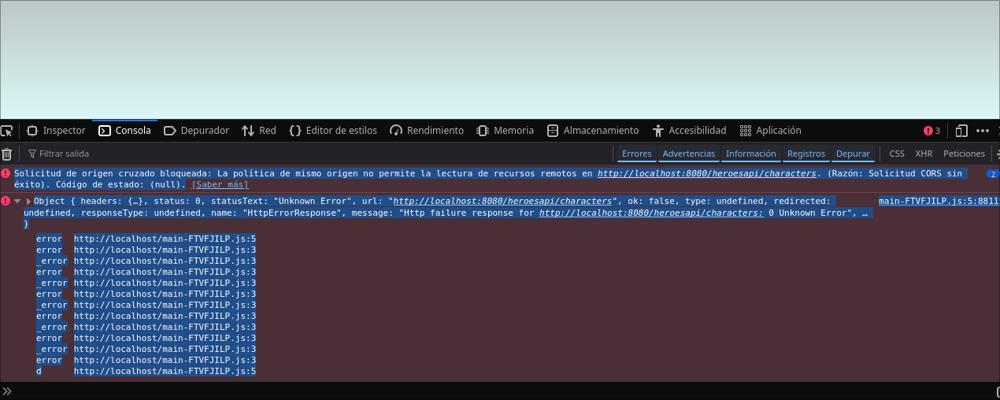 Inspector Consola Depurador Red Editor de estilos Rendimiento Memoria Almacenamiento Accesibilidad Aplicación 3
Filtrar salida Errores Advertencias Información Registros Depurar CSS XHR Peticiones
Solicitud de origen cruzado bloqueada: La política de mismo origen no permite la lectura de recursos remotos en http://localhost:8080/heroesapi/characters. (Razón: Solicitud CORS sin 2
éxito). Código de estado: (null). [Saber más]
Object { headers: {…}, status: 0, statusText: "Unknown Error", url: "http://localhost:8080/heroesapi/characters", ok: false, type: undefined, redirected: main-FTVFJILP.js:5:8811
undefined, responseType: undefined, name: "HttpErrorResponse", message: "Http failure response for http://localhost:8080/heroesapi/characters: 0 Unknown Error", …
}
error http://localhost/main-FTVFJILP.js:5
error http://localhost/main-FTVFJILP.js:3
_error http://localhost/main-FTVFJILP.js:3
error http://localhost/main-FTVFJILP.js:3
_error http://localhost/main-FTVFJILP.js:3
error http://localhost/main-FTVFJILP.js:3
_error http://localhost/main-FTVFJILP.js:3
error http://localhost/main-FTVFJILP.js:3
_error http://localhost/main-FTVFJILP.js:3
error http://localhost/main-FTVFJILP.js:3
_error http://localhost/main-FTVFJILP.js:3
error http://localhost/main-FTVFJILP.js:3
d http://localhost/main-FTVFJILP.js:5